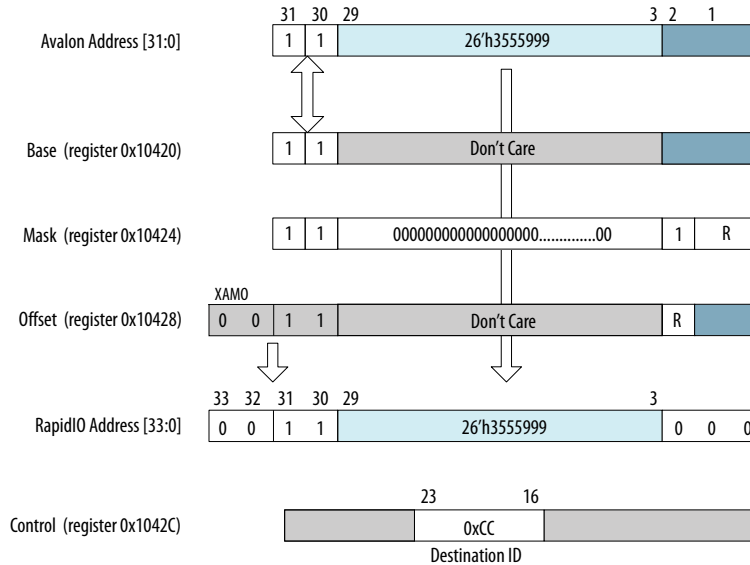 31 30 29 3 2 1
Avalon Address [31:0] 1 1 26'h3555999
Base (register 0x10420) 1 1 Don't Care
Mask (register 0x10424) 1 1 000000000000000000.............00 1 R
XAMO
Offset (register 0x10428) 0 0 1 1 Don't Care R
33 32 31 30 29 3
RapidIO Address [33:0] 0 0 1 1 26'h3555999 0 0 0
23 16
Control (register 0x1042C) 0xCC
Destination ID